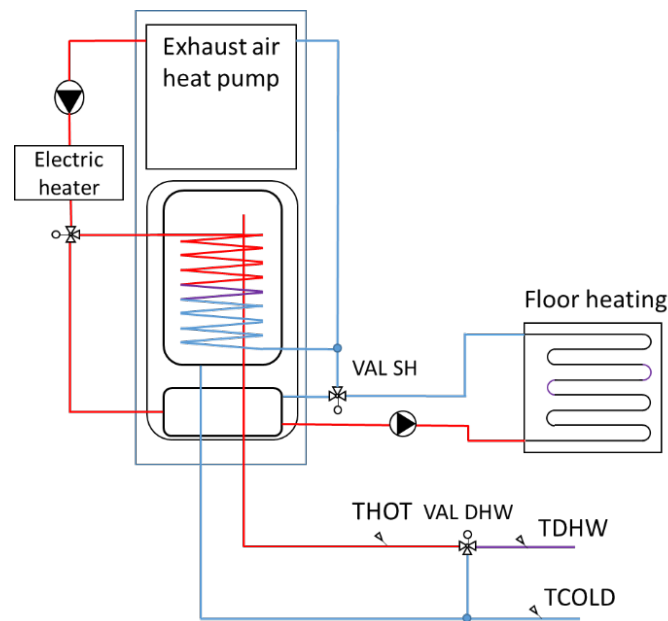 Exhaust air
heat pump
Electric
heater
Floor heating
VAL SH
THOT
VAL DHW
TDHW
TCOLD